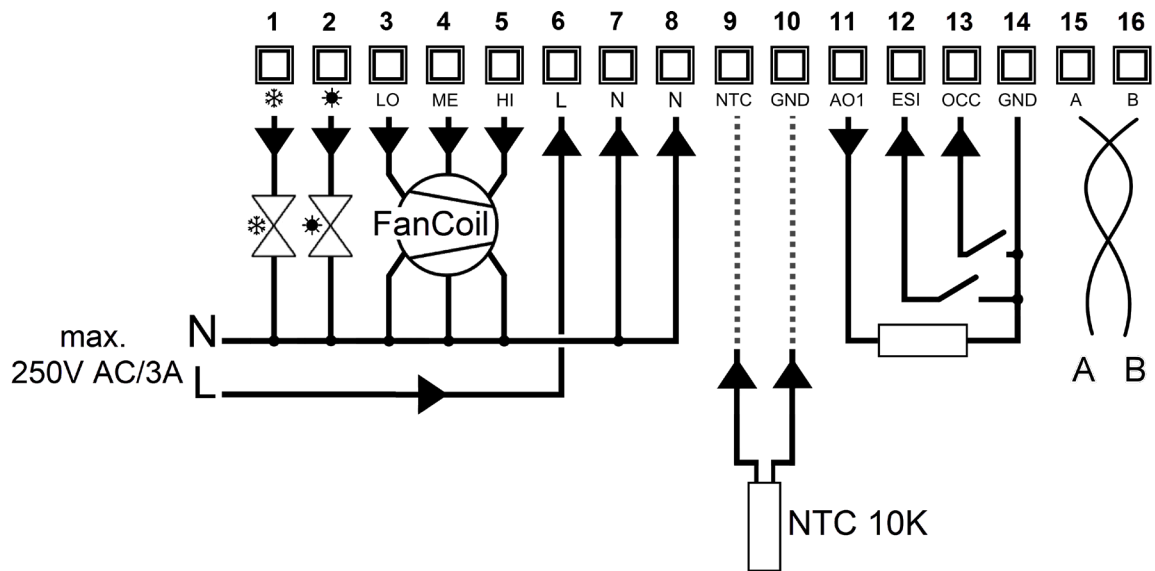 1 2 3 4 5 6 7 8 9 10 11 12 13 14 15 16
LO ME HI L N N NTC GND AO1 ESI OCC GND A B
FanCoil
N
max.
250V AC/3A
L
A B
NTC 10K